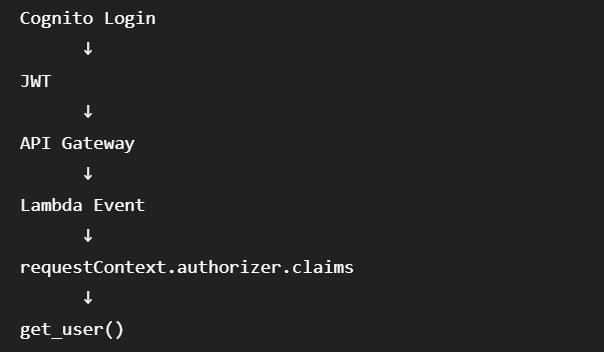 Cognito Login
↓
JWT
↓
API Gateway
↓
Lambda Event
↓
requestContext.authorizer.claims
↓
get_user()